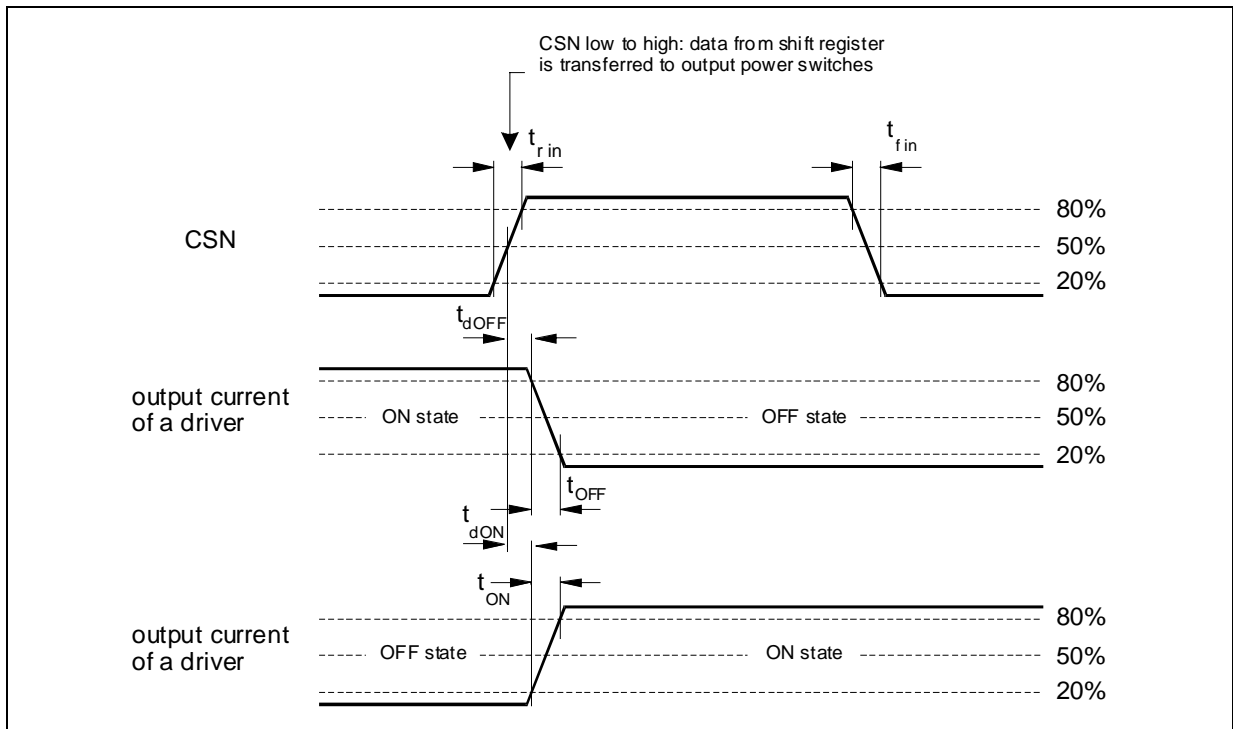 CSN low to high: data from shift register
is transferred to output power switches
t r in
t f in
CSN
80%
50%
20%
t dOFF
output current
of a driver
ON state
OFF state
80%
50%
20%
t OFF
t dON
t ON
output current
of a driver
OFF state
ON state
80%
50%
20%